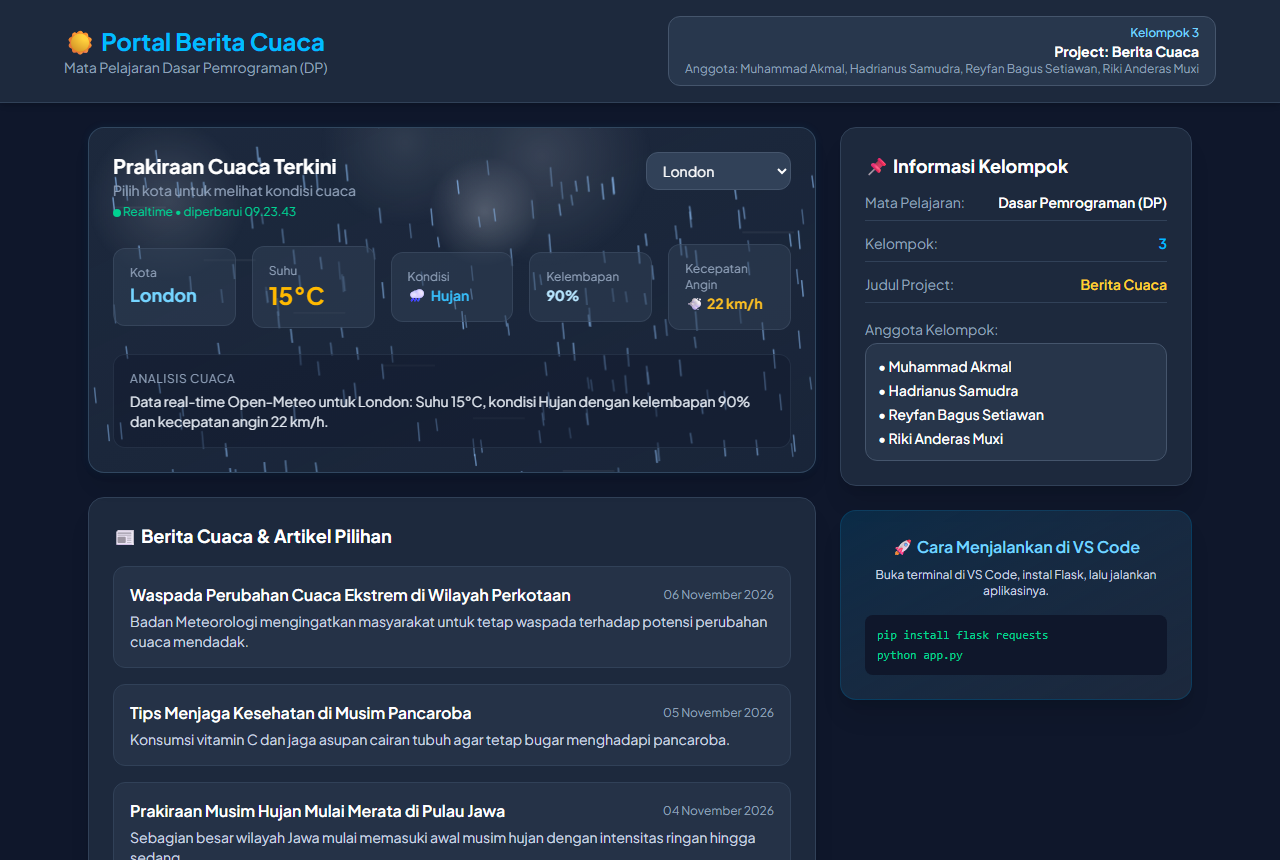 Portal Berita Cuaca
Mata Pelajaran Dasar Pemrograman (DP)
Kelompok 3
Project: Berita Cuaca
Anggota: Muhammad Akmal, Hadrianus Samudra, Reyfan Bagus Setiawan, Riki Anderas Muxi
Prakiraan Cuaca Terkini
Pilih kota untuk melihat kondisi cuaca
Realtime • diperbarui 09.23.43
London
Kota
London
Suhu
15°C
Kondisi
Hujan
Kelembapan
90%
Kecepatan
Angin
22 km/h
ANALISIS CUACA
Data real-time Open-Meteo untuk London: Suhu 15°C, kondisi Hujan dengan kelembapan 90%
dan kecepatan angin 22 km/h.
Berita Cuaca & Artikel Pilihan
Waspada Perubahan Cuaca Ekstrem di Wilayah Perkotaan
06 November 2026
Badan Meteorologi mengingatkan masyarakat untuk tetap waspada terhadap potensi perubahan
cuaca mendadak.
Tips Menjaga Kesehatan di Musim Pancaroba
05 November 2026
Konsumsi vitamin C dan jaga asupan cairan tubuh agar tetap bugar menghadapi pancaroba.
Prakiraan Musim Hujan Mulai Merata di Pulau Jawa
04 November 2026
Sebagian besar wilayah Jawa mulai memasuki awal musim hujan dengan intensitas ringan hingga
sedang.
Informasi Kelompok
Mata Pelajaran:
Dasar Pemrograman (DP)
Kelompok:
3
Judul Project:
Berita Cuaca
Anggota Kelompok:
• Muhammad Akmal
• Hadrianus Samudra
• Reyfan Bagus Setiawan
• Riki Anderas Muxi
Cara Menjalankan di VS Code
Buka terminal di VS Code, instal Flask, lalu jalankan
aplikasinya.
pip install flask requests
python app.py